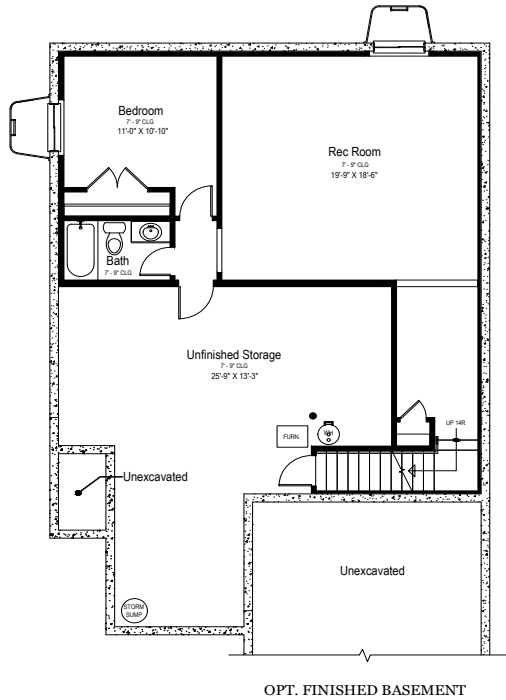 Bedroom
7' - 9" CLG
11'-0" X 10'-10"
Rec Room
7' - 9" CLG
19'-9" X 18'-6"
Bath
7' - 9" CLG
Unfinished Storage
7' - 9" CLG
25'-9" X 13'-3"
UP 14R
FURN.
WH
Unexcavated
Unexcavated
STORM
SUMP
OPT. FINISHED BASEMENT